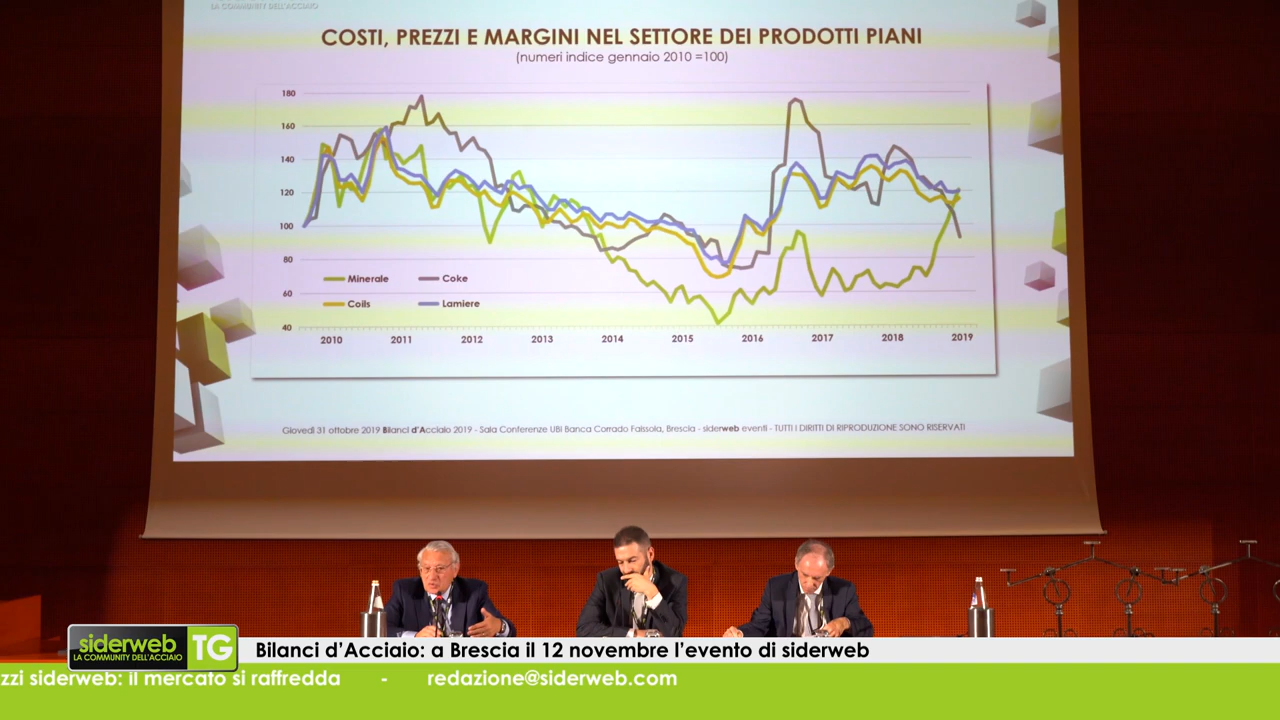 LA COMMUNITY DELL'ACCIAIO
COSTI, PREZZI E MARGINI NEL SETTORE DEI PRODOTTI PIANI
(numeri indice gennaio 2010 =100)
180
160
140
120
100
80
60
40
Minerale
Coke
Coils
Lamiere
2010 2011 2012 2013 2014 2015 2016 2017 2018 2019
Giovedì 31 ottobre 2019 Bilanci d'Acciaio 2019 - Sala Conferenze UBI Banca Corrado Faissola, Brescia - siderweb eventi - TUTTI I DIRITTI DI RIPRODUZIONE SONO RISERVATI
siderweb TG
LA COMMUNITY DELL'ACCIAIO
Bilanci d'Acciaio: a Brescia il 12 novembre l'evento di siderweb
zzi siderweb: il mercato si raffredda - redazione@siderweb.com